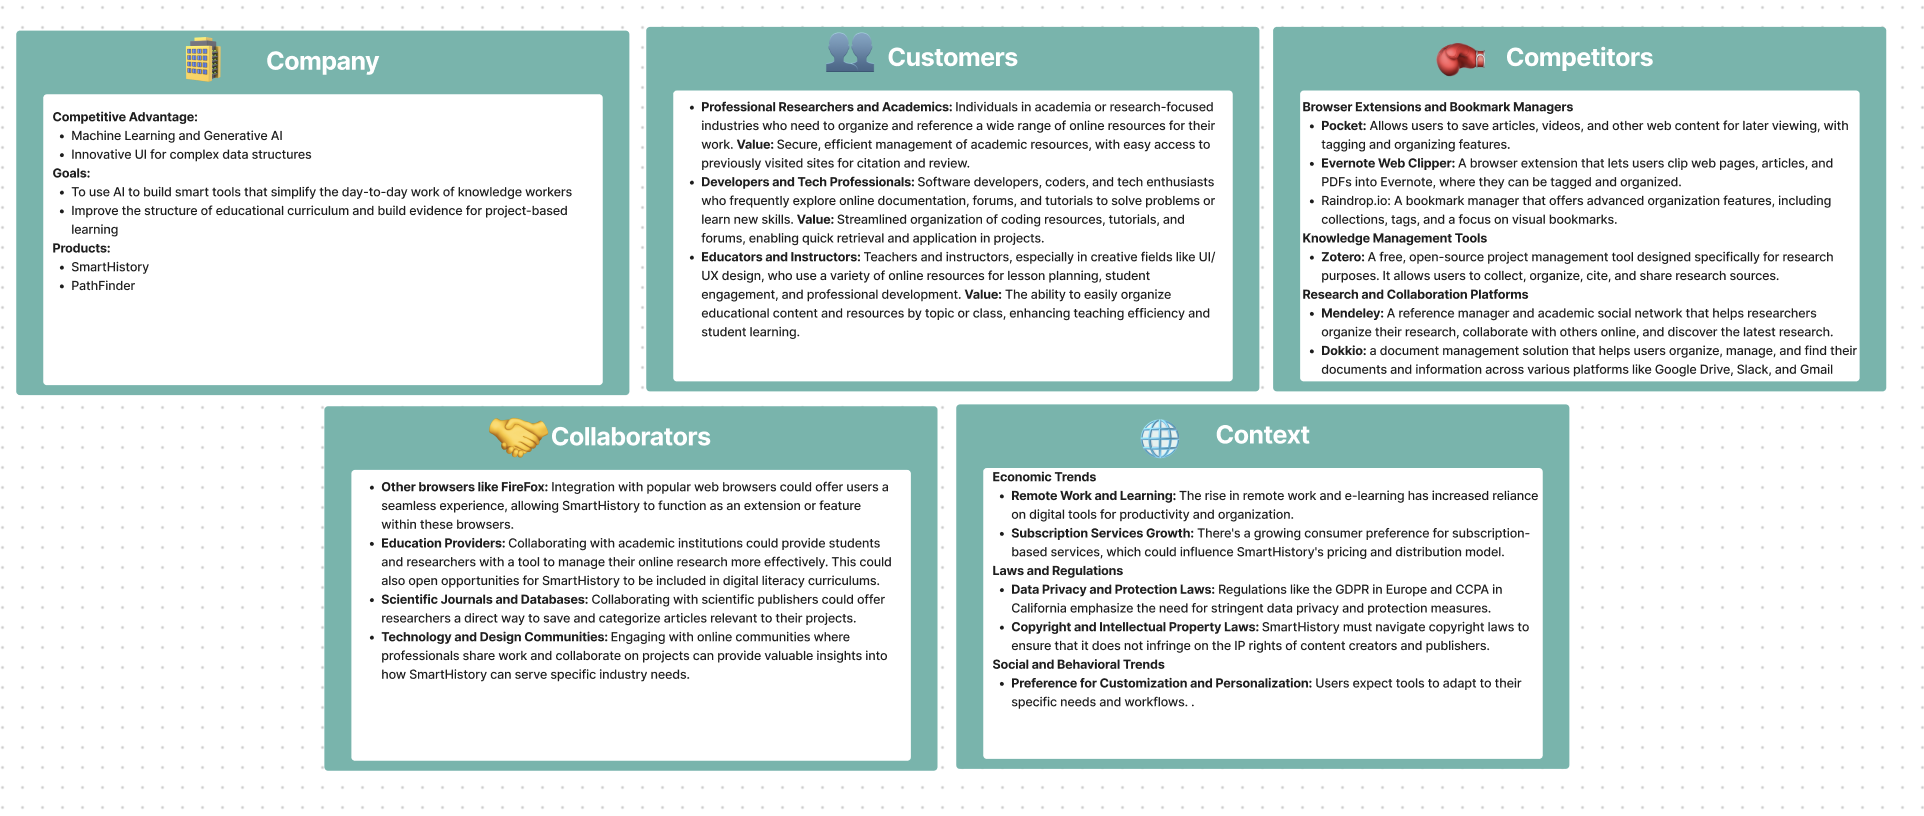 Company
Competitive Advantage:
• Machine Learning and Generative AI
• Innovative UI for complex data structures
Goals:
• To use AI to build smart tools that simplify the day-to-day work of knowledge workers
• Improve the structure of educational curriculum and build evidence for project-based
learning
Products:
• SmartHistory
• PathFinder
Customers
• Professional Researchers and Academics: Individuals in academia or research-focused
industries who need to organize and reference a wide range of online resources for their
work. Value: Secure, efficient management of academic resources, with easy access to
previously visited sites for citation and review.
• Developers and Tech Professionals: Software developers, coders, and tech enthusiasts
who frequently explore online documentation, forums, and tutorials to solve problems or
learn new skills. Value: Streamlined organization of coding resources, tutorials, and
forums, enabling quick retrieval and application in projects.
• Educators and Instructors: Teachers and instructors, especially in creative fields like UI/
UX design, who use a variety of online resources for lesson planning, student
engagement, and professional development. Value: The ability to easily organize
educational content and resources by topic or class, enhancing teaching efficiency and
student learning.
Competitors
Browser Extensions and Bookmark Managers
• Pocket: Allows users to save articles, videos, and other web content for later viewing, with
tagging and organizing features.
• Evernote Web Clipper: A browser extension that lets users clip web pages, articles, and
PDFs into Evernote, where they can be tagged and organized.
• Raindrop.io: A bookmark manager that offers advanced organization features, including
collections, tags, and a focus on visual bookmarks.
Knowledge Management Tools
• Zotero: A free, open-source project management tool designed specifically for research
purposes. It allows users to collect, organize, cite, and share research sources.
Research and Collaboration Platforms
• Mendeley: A reference manager and academic social network that helps researchers
organize their research, collaborate with others online, and discover the latest research.
• Dokkio: a document management solution that helps users organize, manage, and find their
documents and information across various platforms like Google Drive, Slack, and Gmail
Collaborators
• Other browsers like FireFox: Integration with popular web browsers could offer users a
seamless experience, allowing SmartHistory to function as an extension or feature
within these browsers.
• Education Providers: Collaborating with academic institutions could provide students
and researchers with a tool to manage their online research more effectively. This could
also open opportunities for SmartHistory to be included in digital literacy curriculums.
• Scientific Journals and Databases: Collaborating with scientific publishers could offer
researchers a direct way to save and categorize articles relevant to their projects.
• Technology and Design Communities: Engaging with online communities where
professionals share work and collaborate on projects can provide valuable insights into
how SmartHistory can serve specific industry needs.
Context
Economic Trends
• Remote Work and Learning: The rise in remote work and e-learning has increased reliance
on digital tools for productivity and organization.
• Subscription Services Growth: There's a growing consumer preference for subscription-
based services, which could influence SmartHistory's pricing and distribution model.
Laws and Regulations
• Data Privacy and Protection Laws: Regulations like the GDPR in Europe and CCPA in
California emphasize the need for stringent data privacy and protection measures.
• Copyright and Intellectual Property Laws: SmartHistory must navigate copyright laws to
ensure that it does not infringe on the IP rights of content creators and publishers.
Social and Behavioral Trends
• Preference for Customization and Personalization: Users expect tools to adapt to their
specific needs and workflows. .